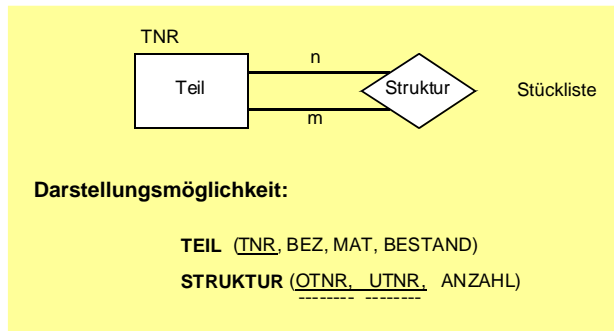 TNR
n
Teil Struktur Stückliste
m
Darstellungsmöglichkeit:
TEIL (TNR, BEZ, MAT, BESTAND)
STRUKTUR (OTNR, UTNR, ANZAHL)